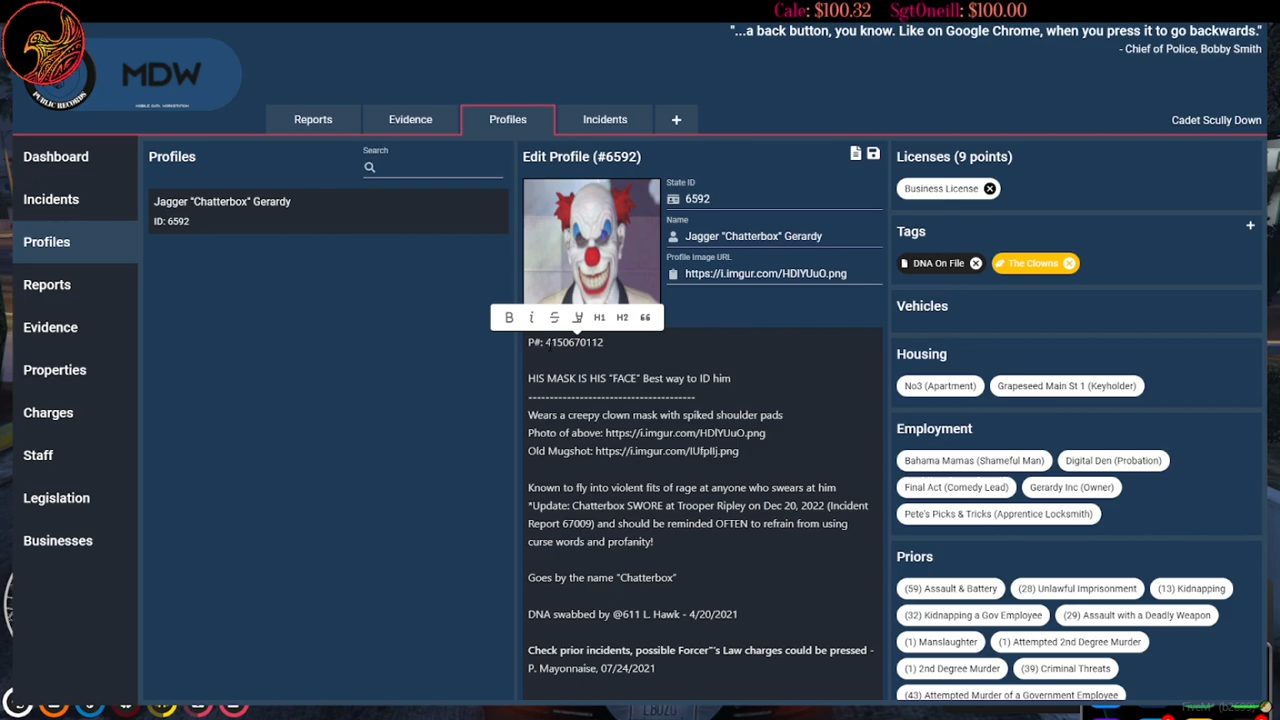 Cale: $100.32 SgtOneill: $100.00
"...a back button, you know. Like on Google Chrome, when you press it to go backwards."
- Chief of Police, Bobby Smith
PUBLIC RECORDS
MDW
MOBILE DATA WORKSTATION
Reports
Evidence
Profiles
Incidents
+
Cadet Scully Down
Dashboard
Incidents
Profiles
Reports
Evidence
Properties
Charges
Staff
Legislation
Businesses
Profiles
Search
Jagger "Chatterbox" Gerardy
ID: 6592
Edit Profile (#6592)
State ID
6592
Name
Jagger "Chatterbox" Gerardy
Profile Image URL
https://i.imgur.com/HDlYUuO.png
B i S H1 H2
P#: 4150670112
HIS MASK IS HIS "FACE" Best way to ID him
---------------------------------------
Wears a creepy clown mask with spiked shoulder pads
Photo of above: https://i.imgur.com/HDlYUuO.png
Old Mugshot: https://i.imgur.com/IUfpIlj.png
Known to fly into violent fits of rage at anyone who swears at him
*Update: Chatterbox SWORE at Trooper Ripley on Dec 20, 2022 (Incident
Report 67009) and should be reminded OFTEN to refrain from using
curse words and profanity!
Goes by the name "Chatterbox"
DNA swabbed by @611 L. Hawk - 4/20/2021
Check prior incidents, possible Forcer"'s Law charges could be pressed -
P. Mayonnaise, 07/24/2021
Licenses (9 points)
Business License
Tags
+
DNA On File
The Clowns
Vehicles
Housing
No3 (Apartment)
Grapeseed Main St 1 (Keyholder)
Employment
Bahama Mamas (Shameful Man)
Digital Den (Probation)
Final Act (Comedy Lead)
Gerardy Inc (Owner)
Pete's Picks & Tricks (Apprentice Locksmith)
Priors
(59) Assault & Battery
(28) Unlawful Imprisonment
(13) Kidnapping
(32) Kidnapping a Gov Employee
(29) Assault with a Deadly Weapon
(1) Manslaughter
(1) Attempted 2nd Degree Murder
(1) 2nd Degree Murder
(39) Criminal Threats
(43) Attempted Murder of a Government Employee